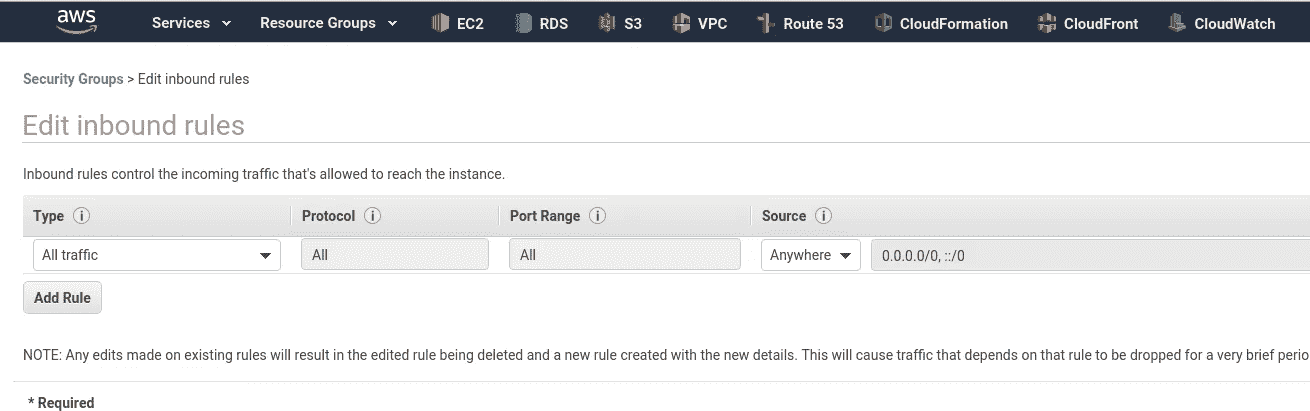 aws Services Resource Groups EC2 RDS S3 VPC Route 53 CloudFormation CloudFront CloudWatch
Security Groups > Edit inbound rules
Edit inbound rules
Inbound rules control the incoming traffic that's allowed to reach the instance.
Type i Protocol i Port Range i Source i
All traffic All All Anywhere 0.0.0.0/0, ::/0
Add Rule
NOTE: Any edits made on existing rules will result in the edited rule being deleted and a new rule created with the new details. This will cause traffic that depends on that rule to be dropped for a very brief perio
* Required